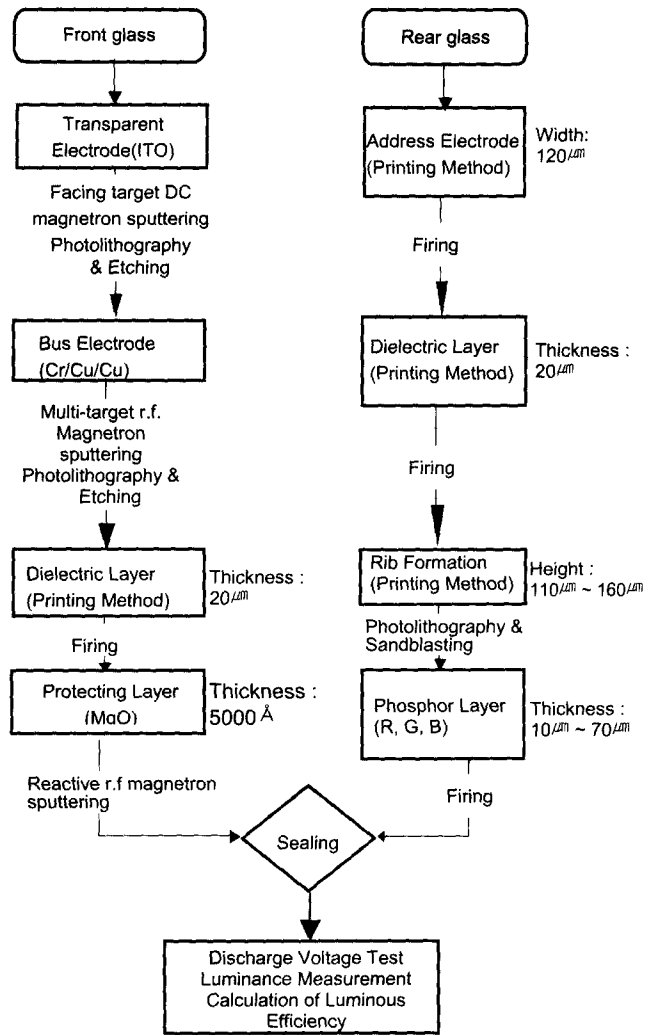 Front glass
Transparent
Electrode(ITO)
Facing target DC
magnetron sputtering
Photolithography
& Etching
Bus Electrode
(Cr/Cu/Cu)
Multi-target r.f.
Magnetron
sputtering
Photolithography &
Etching
Dielectric Layer
(Printing Method)
Thickness :
20㎛
Firing
Protecting Layer
(MgO)
Thickness :
5000 Å
Reactive r.f magnetron
sputtering
Rear glass
Address Electrode
(Printing Method)
Width:
120㎛
Firing
Dielectric Layer
(Printing Method)
Thickness :
20㎛
Firing
Rib Formation
(Printing Method)
Height :
110㎛ ~ 160㎛
Photolithography &
Sandblasting
Phosphor Layer
(R, G, B)
Thickness :
10㎛ ~ 70㎛
Firing
Sealing
Discharge Voltage Test
Luminance Measurement
Calculation of Luminous
Efficiency